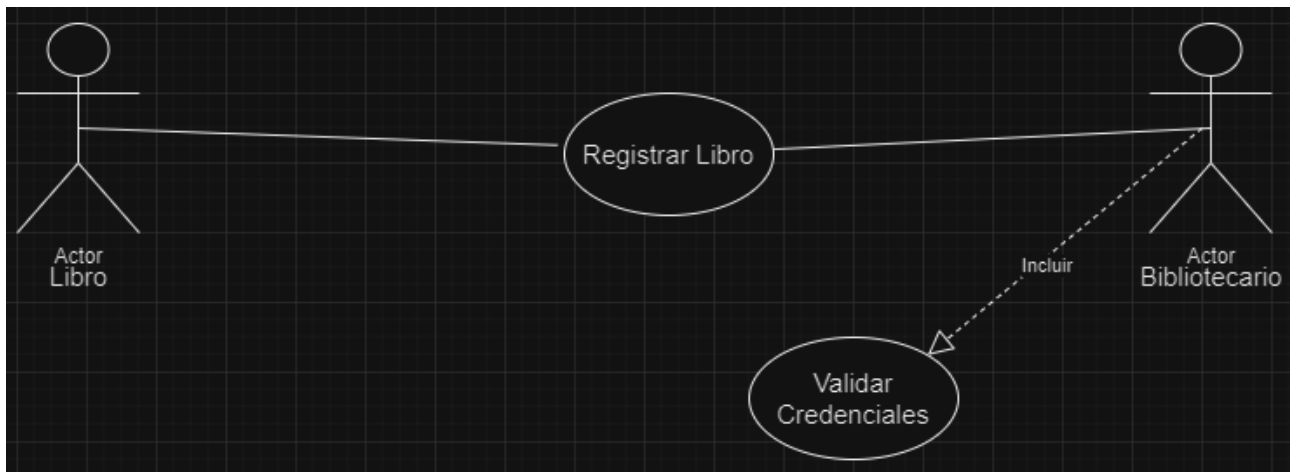 Registrar Libro
Actor
Libro
Incluir
Actor
Bibliotecario
Validar
Credenciales